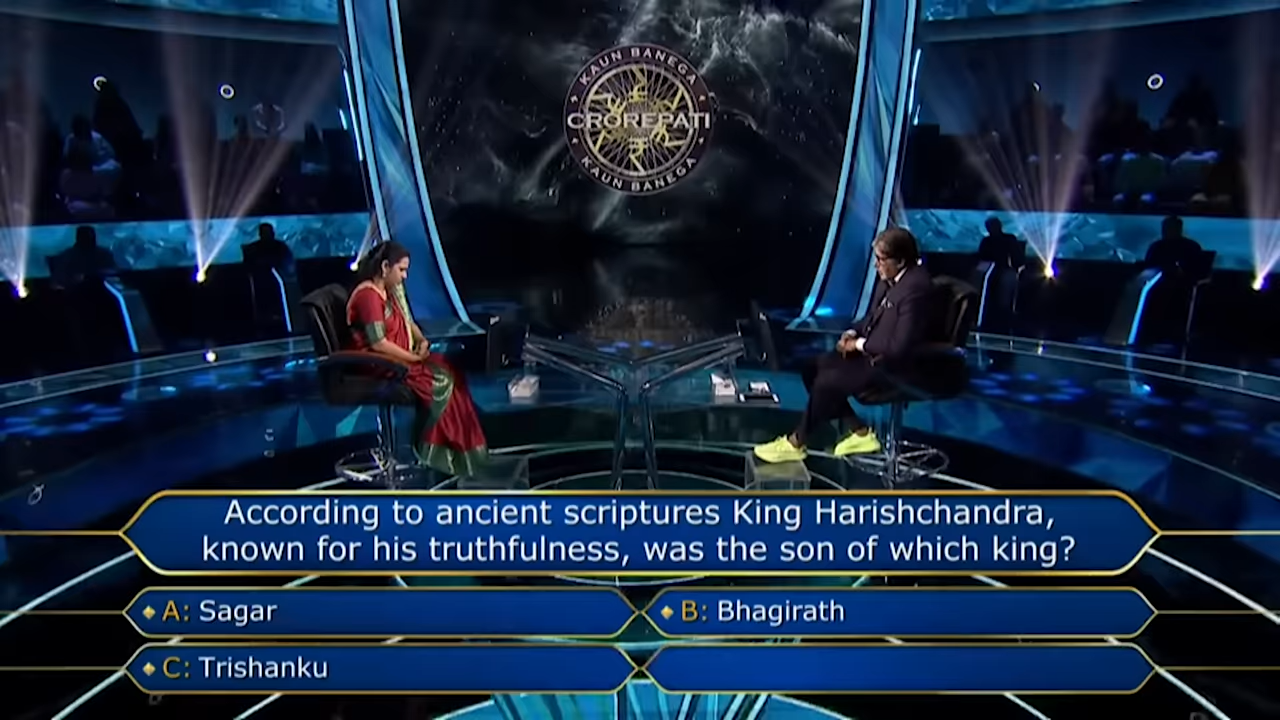 KAUN BANEGA
CROREPATI
KAUN BANEGA
According to ancient scriptures King Harishchandra,
known for his truthfulness, was the son of which king?
A: Sagar
B: Bhagirath
C: Trishanku